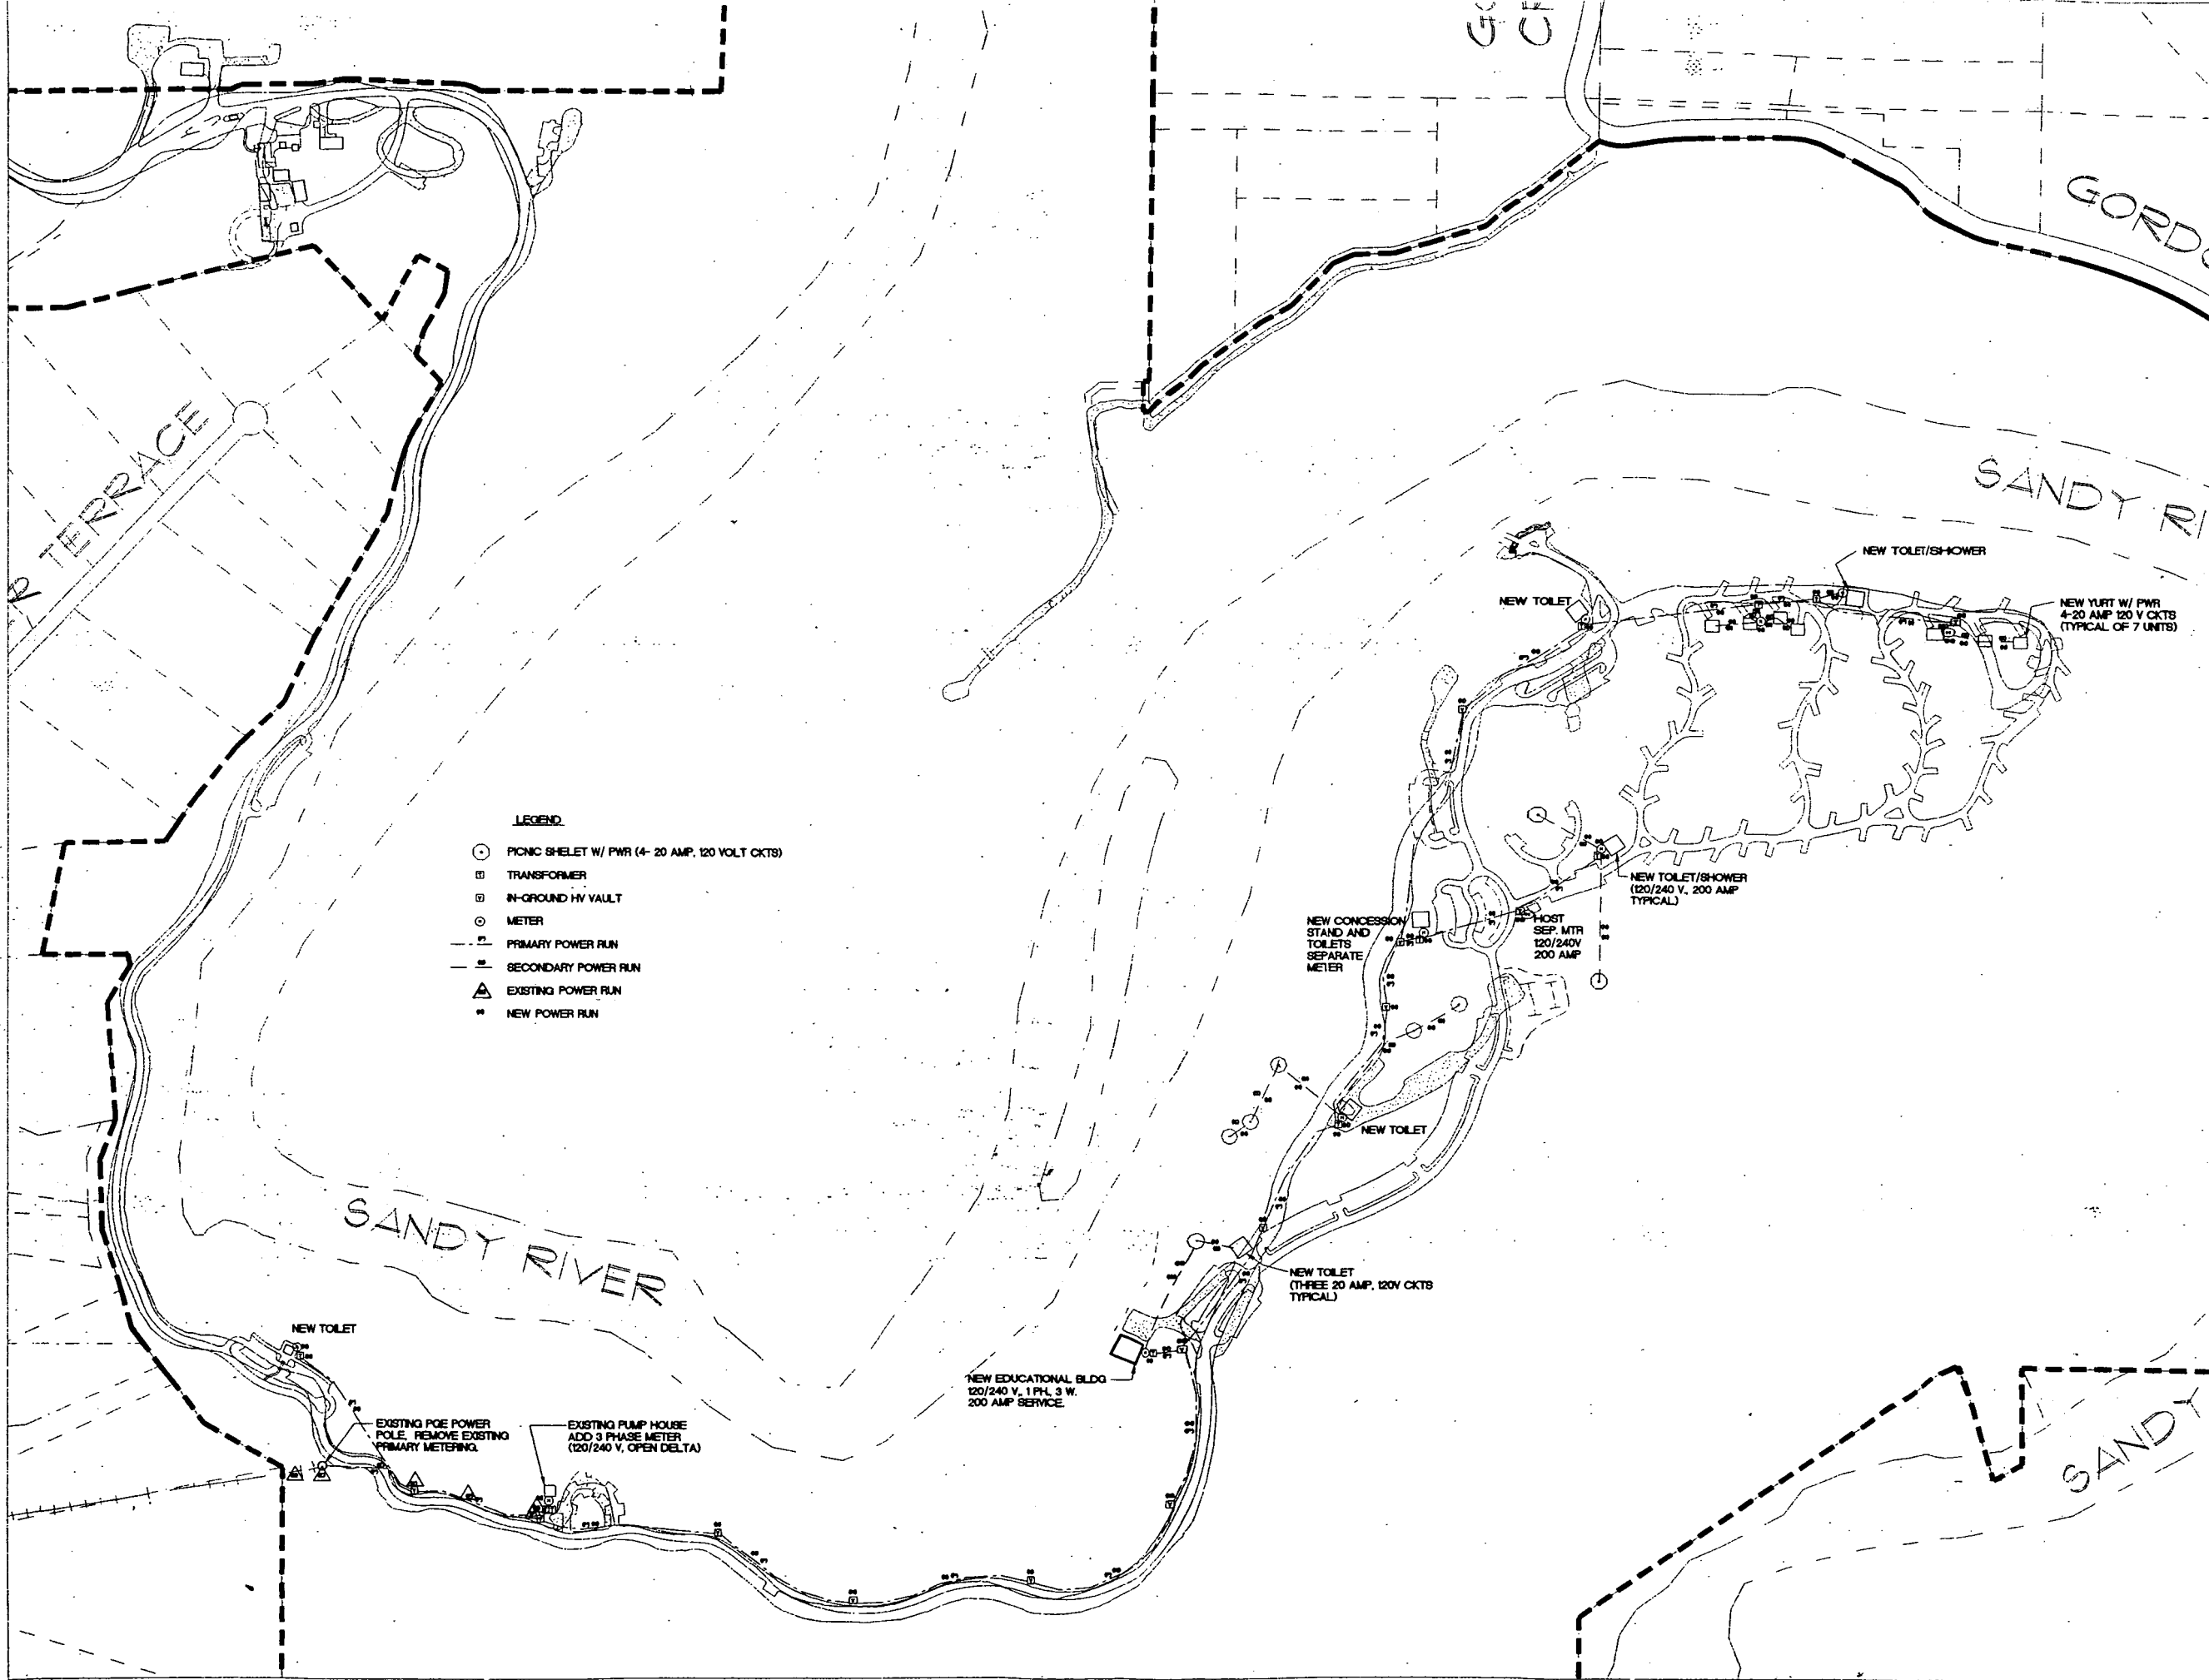 GORD
SANDY RI
TERRACE
NEW TOILET/SHOWER
NEW TOILET
NEW YURT W/ PWR
4-20 AMP 120 V CKTS
(TYPICAL OF 7 UNITS)
LEGEND
PICNIC SHELET W/ PWR (4- 20 AMP, 120 VOLT CKTS)
TRANSFORMER
IN-GROUND HV VAULT
METER
PRIMARY POWER RUN
SECONDARY POWER RUN
EXISTING POWER RUN
NEW POWER RUN
NEW TOILET/SHOWER
(120/240 V., 200 AMP
TYPICAL)
NEW CONCESSION
STAND AND
TOILETS
SEPARATE
METER
HOST
SEP. MTR
120/240V
200 AMP
NEW TOILET
SANDY RIVER
NEW TOILET
(THREE 20 AMP, 120V CKTS
TYPICAL)
NEW TOILET
NEW EDUCATIONAL BLDG
120/240 V., 1 PH., 3 W.
200 AMP SERVICE.
EXISTING PGE POWER
POLE, REMOVE EXISTING
PRIMARY METERING.
EXISTING PUMP HOUSE
ADD 3 PHASE METER
(120/240 V, OPEN DELTA)
SANDY